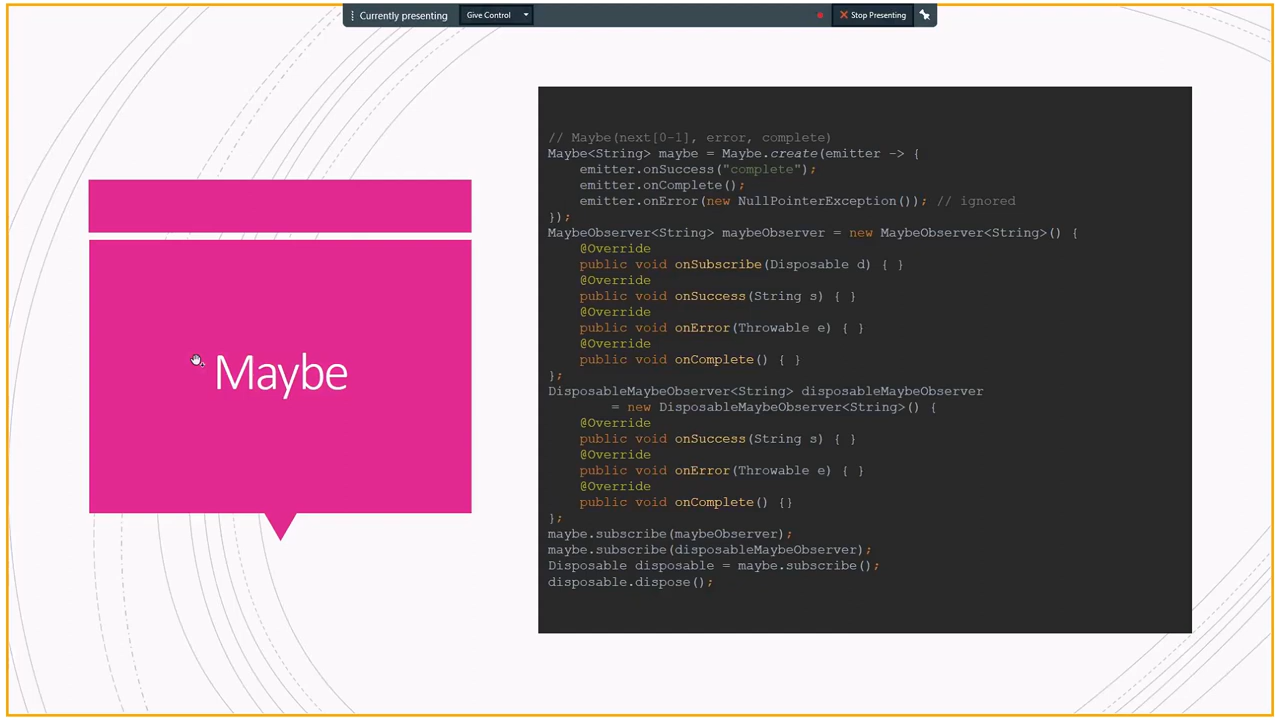 Currently presenting
Give Control
Stop Presenting
Maybe
// Maybe(next[0-1], error, complete)
Maybe<String> maybe = Maybe.create(emitter -> {
    emitter.onSuccess("complete");
    emitter.onComplete();
    emitter.onError(new NullPointerException()); // ignored
});
MaybeObserver<String> maybeObserver = new MaybeObserver<String>() {
    @Override
    public void onSubscribe(Disposable d) { }
    @Override
    public void onSuccess(String s) { }
    @Override
    public void onError(Throwable e) { }
    @Override
    public void onComplete() { }
};
DisposableMaybeObserver<String> disposableMaybeObserver
        = new DisposableMaybeObserver<String>() {
    @Override
    public void onSuccess(String s) { }
    @Override
    public void onError(Throwable e) { }
    @Override
    public void onComplete() {}
};
maybe.subscribe(maybeObserver);
maybe.subscribe(disposableMaybeObserver);
Disposable disposable = maybe.subscribe();
disposable.dispose();